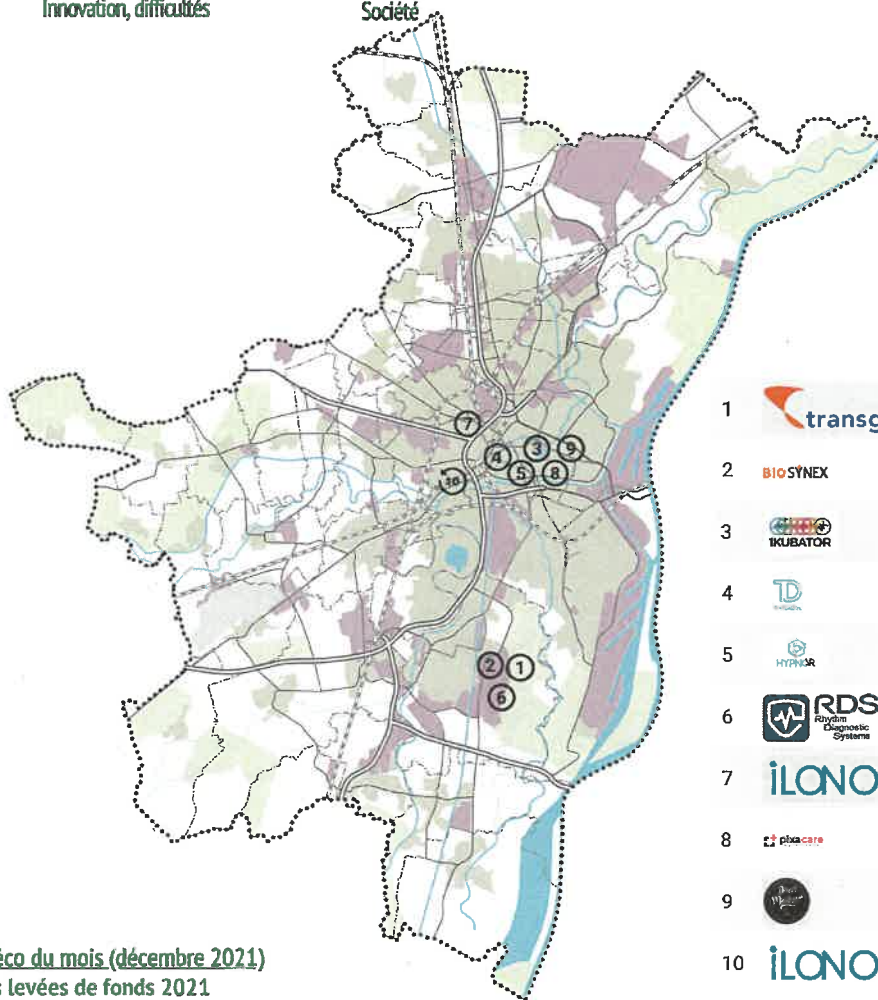 Innovation, difficultés
Société
7
3
9
4
5
8
10
2
1
6
1 transg
2 BIOSYNEX
3 1KUBATOR
4 TD
5 HYPNOR
6 RDS
Rhythm
Diagnostic
Systems
7 iLONO
8 pixacare
9
10 iLONO
éco du mois (décembre 2021)
s levées de fonds 2021